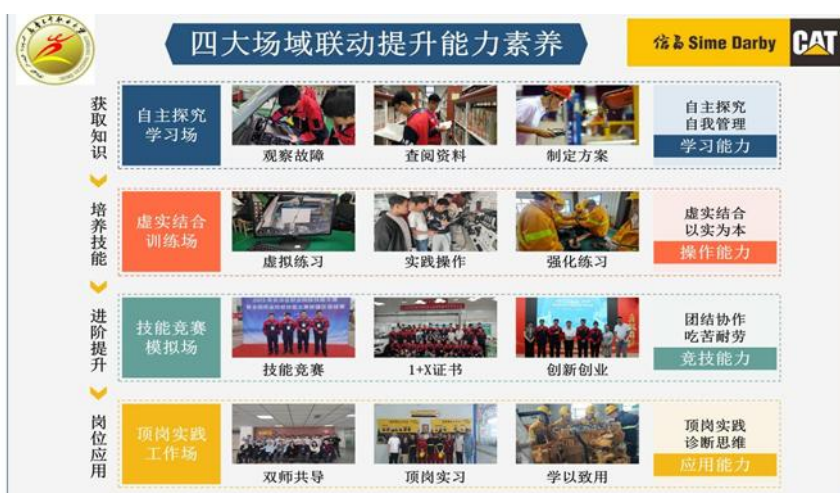 四大场域联动提升能力素养
信昌 Sime Darby
CAT
获取知识
自主探究
学习场
观察故障
查阅资料
制定方案
自主探究
自我管理
学习能力
培养技能
虚实结合
训练场
虚拟练习
实践操作
强化练习
虚实结合
以实为本
操作能力
进阶提升
技能竞赛
模拟场
技能竞赛
1+X证书
创新创业
团结协作
吃苦耐劳
竞技能力
岗位应用
顶岗实践
工作场
双师共导
顶岗实习
学以致用
顶岗实践
诊断思维
应用能力